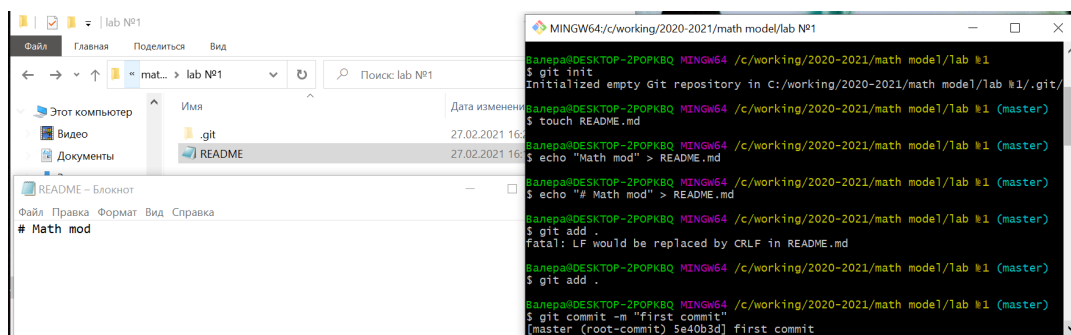 lab №1
Файл Главная Поделиться Вид
« mat... › lab №1
Поиск: lab №1
Этот компьютер
Видео
Документы
Имя
Дата изменени
.git
27.02.2021 16:
README
27.02.2021 16:
README – Блокнот
Файл Правка Формат Вид Справка
# Math mod
MINGW64:/c/working/2020-2021/math model/lab №1
Валера@DESKTOP-2POPKBQ MINGW64 /c/working/2020-2021/math model/lab №1
$ git init
Initialized empty Git repository in C:/working/2020-2021/math model/lab №1/.git/
Валера@DESKTOP-2POPKBQ MINGW64 /c/working/2020-2021/math model/lab №1 (master)
$ touch README.md
Валера@DESKTOP-2POPKBQ MINGW64 /c/working/2020-2021/math model/lab №1 (master)
$ echo "Math mod" > README.md
Валера@DESKTOP-2POPKBQ MINGW64 /c/working/2020-2021/math model/lab №1 (master)
$ echo "# Math mod" > README.md
Валера@DESKTOP-2POPKBQ MINGW64 /c/working/2020-2021/math model/lab №1 (master)
$ git add .
fatal: LF would be replaced by CRLF in README.md
Валера@DESKTOP-2POPKBQ MINGW64 /c/working/2020-2021/math model/lab №1 (master)
$ git add .
Валера@DESKTOP-2POPKBQ MINGW64 /c/working/2020-2021/math model/lab №1 (master)
$ git commit -m "first commit"
[master (root-commit) 5e40b3d] first commit